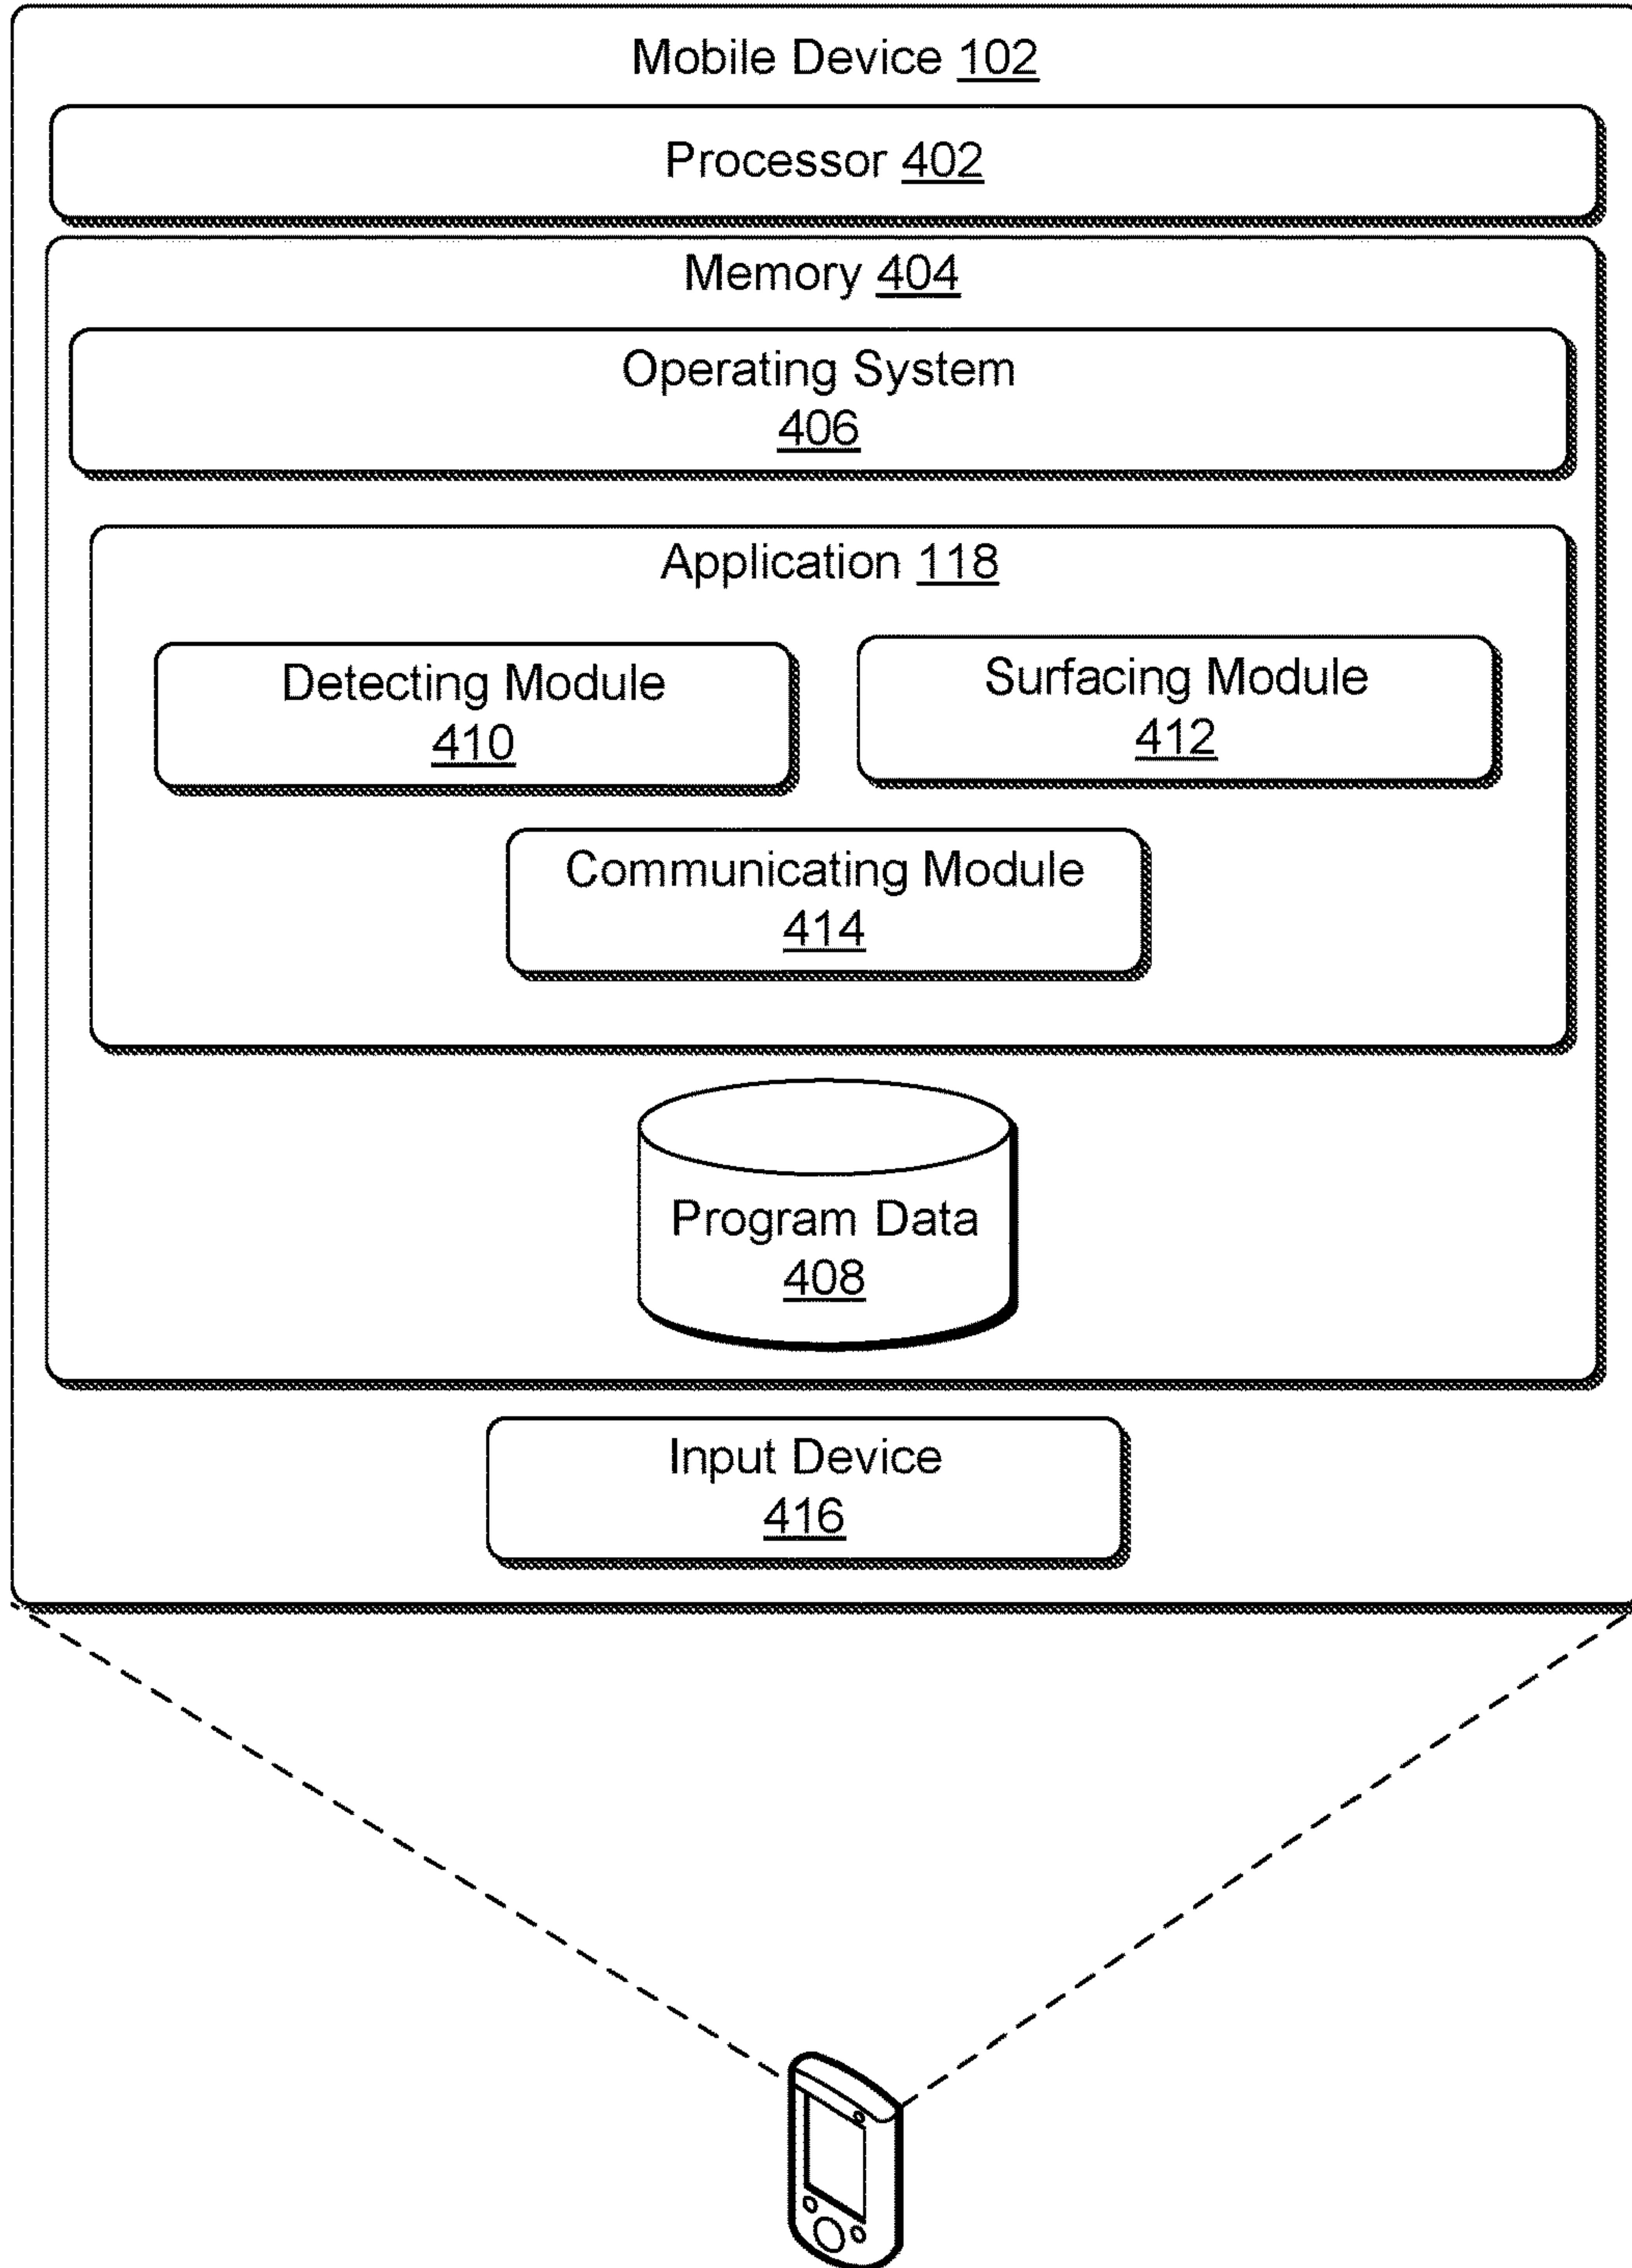 Mobile Device 102
Processor 402
Memory 404
Operating System
406
Application 118
Detecting Module
410
Surfacing Module
412
Communicating Module
414
Program Data
408
Input Device
416